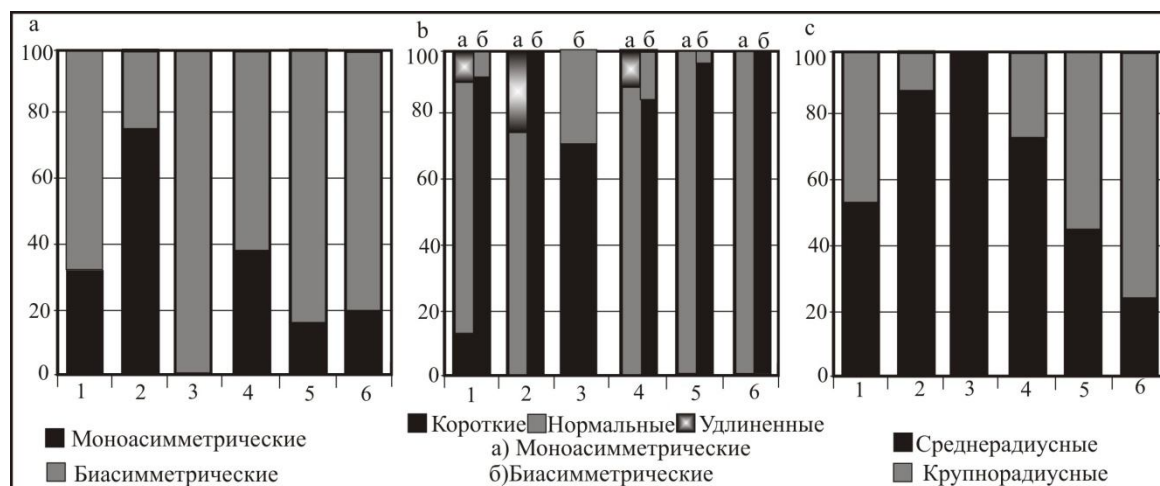 a
100
80
60
40
20
0
1 2 3 4 5 6
Моноасимметрические
Биасимметрические
b
а б а б б а б а б а б
100
80
60
40
20
0
1 2 3 4 5 6
Короткие Нормальные Удлиненные
а) Моноасимметрические
б)Биасимметрические
c
100
80
60
40
20
0
1 2 3 4 5 6
Среднерадиусные
Крупнорадиусные